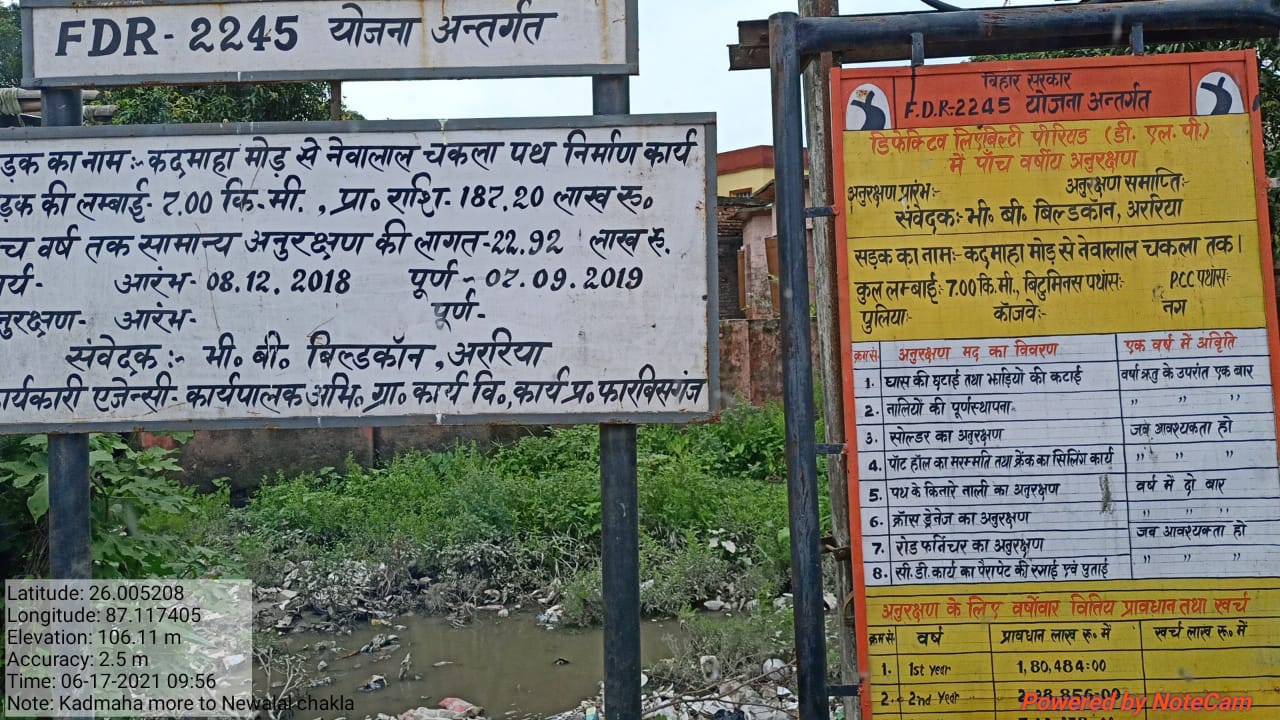 FDR - 2245 योजना अन्तर्गत
ड़क का नाम :- कदमाहा मोड़ से नेवालाल चकला पथ निर्माण कार्य
ड़क की लम्बाई - 7.00 कि.मी. , प्रा० राशि - 187.20 लाख रु०
च वर्ष तक सामान्य अनुरक्षण की लागत - 22.92 लाख रु.
र्य - आरंभ - 08.12.2018 पूर्ण - 07.09.2019
नुरक्षण - आरंभ - पूर्ण -
संवेदक :- भी० बी० बिल्डकॉन , अररिया
ार्यकारी एजेन्सी - कार्यपालक अभि० ग्रा० कार्य वि०, कार्य प्र० फारबिसगंज
बिहार सरकार
F.D.R-2245 योजना अन्तर्गत
डिफेक्टिव लिएबिल्टी पीरियड (डी. एल.पी.)
में पाँच वर्षीय अनुरक्षण
अनुरक्षण प्रारंभ:- अनुरक्षण समाप्ति:-
संवेदक:- भी. बी. बिल्डकॉन, अररिया
सड़क का नाम:- कदमाहा मोड़ से नेवालाल चकला तक।
कुल लम्बाई:- 7.00 कि.मी., बिटुमिनस पथांस:- P.C.C पथांस:-
पुलिया:- कॉजवे:- नग
क्रम सं. अनुरक्षण मद का विवरण एक वर्ष में अविृति
1. घास की छटाई तथा झाड़ियों की कटाई वर्षा ऋतु के उपरांत एक बार
2. नालियों की पूर्णस्थापना " " "
3. सोल्डर का अनुरक्षण जब आवश्यकता हो
4. पॉट हॉल का मरम्मति तथा क्रेंक का सिलिंग कार्य " " "
5. पथ के किनारे नाली का अनुरक्षण वर्ष में दो बार
6. क्रॉस ड्रेनेज का अनुरक्षण " " "
7. रोड फर्निचर का अनुरक्षण जब आवश्यकता हो
8. सी.डी. कार्य का पैरापेट की रंगाई एवं पुताई " " "
अनुरक्षण के लिए वर्षोवार वित्तिय प्रावधान तथा खर्च
क्रम सं. वर्ष प्रावधान लाख रु० में खर्च लाख रु. में
1. 1st year 1,80,484=00
2. 2nd Year
Latitude: 26.005208
Longitude: 87.117405
Elevation: 106.11 m
Accuracy: 2.5 m
Time: 06-17-2021 09:56
Note: Kadmaha more to Newalal chakla
Powered by NoteCam